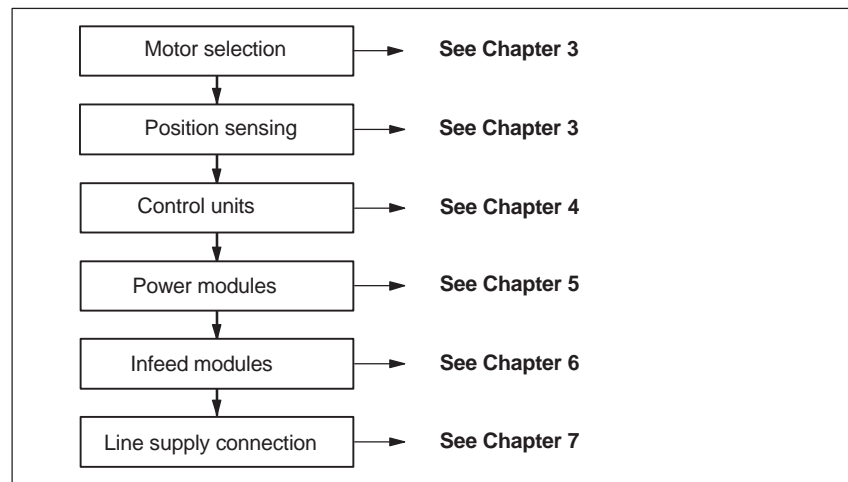 Motor selection See Chapter 3
Position sensing See Chapter 3
Control units See Chapter 4
Power modules See Chapter 5
Infeed modules See Chapter 6
Line supply connection See Chapter 7